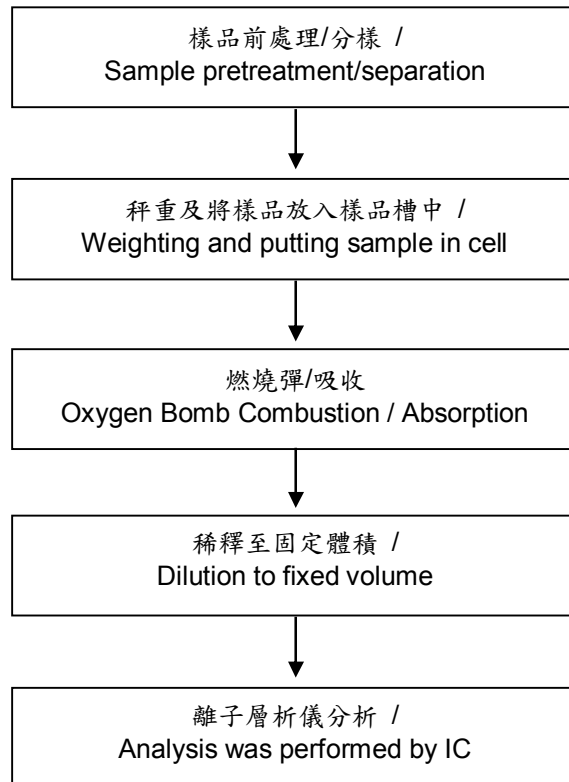 樣品前處理/分樣 /
Sample pretreatment/separation
秤重及將樣品放入樣品槽中 /
Weighting and putting sample in cell
燃燒彈/吸收
Oxygen Bomb Combustion / Absorption
稀釋至固定體積 /
Dilution to fixed volume
離子層析儀分析 /
Analysis was performed by IC